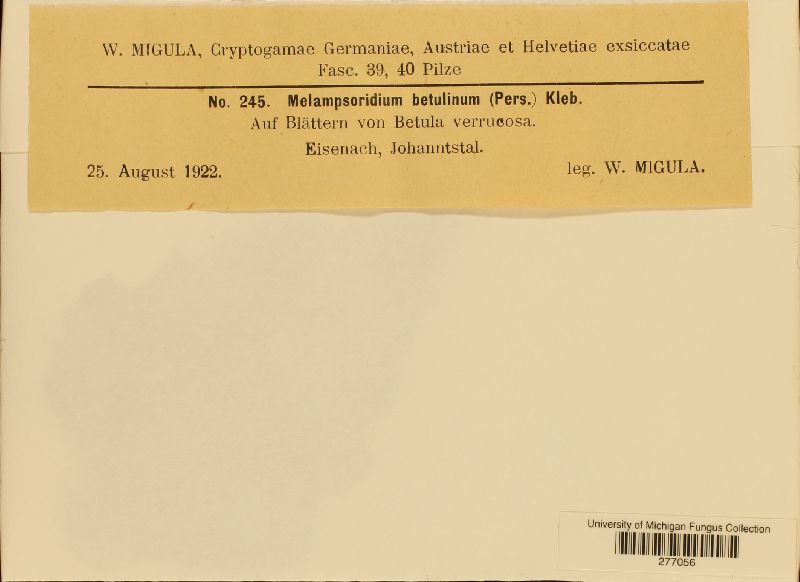 W. MIGULA, Cryptogamae Germaniae, Austriae et Helvetiae exsiccatae
Fasc. 39, 40 Pilze
No. 245. Melampsoridium betulinum (Pers.) Kleb.
Auf Blättern von Betula verrucosa.
Eisenach, Johanntstal.
25. August 1922. leg. W. MIGULA.
University of Michigan Fungus Collection
277056